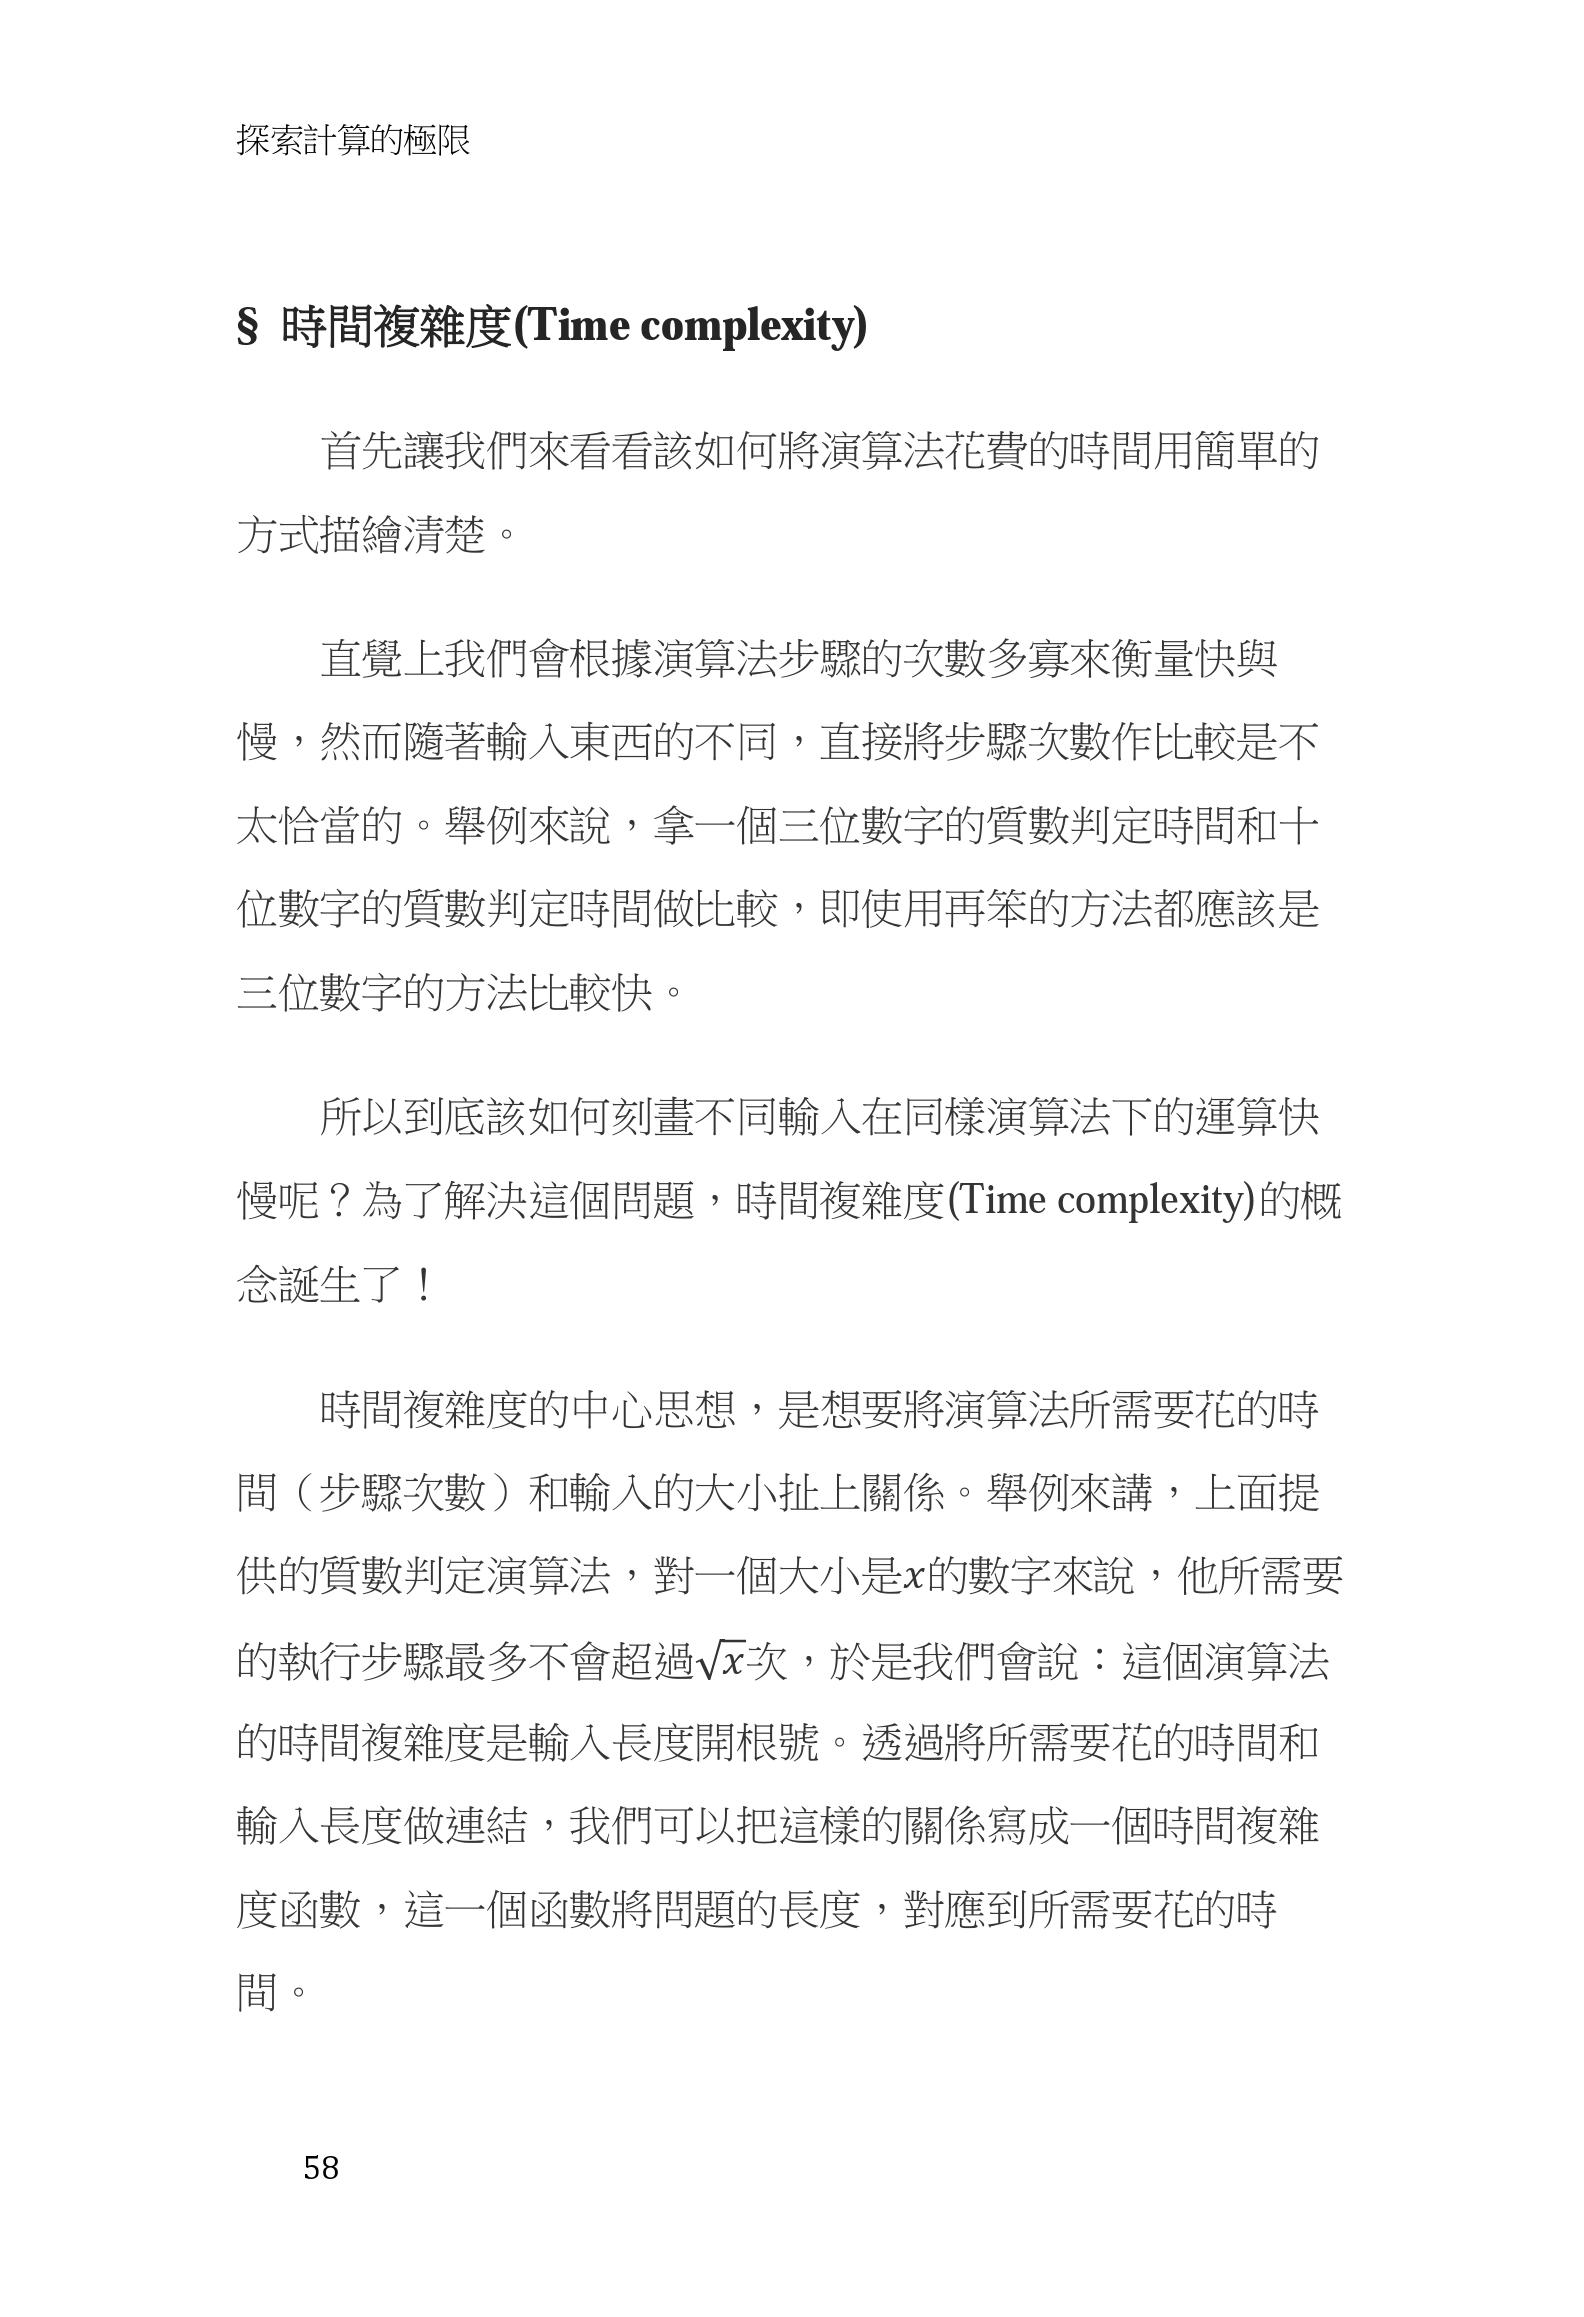 探索計算的極限
§ 時間複雜度(Time complexity)
首先讓我們來看看該如何將演算法花費的時間用簡單的
方式描繪清楚。
直覺上我們會根據演算法步驟的次數多寡來衡量快與
慢，然而隨著輸入東西的不同，直接將步驟次數作比較是不
太恰當的。舉例來說，拿一個三位數字的質數判定時間和十
位數字的質數判定時間做比較，即使用再笨的方法都應該是
三位數字的方法比較快。
所以到底該如何刻畫不同輸入在同樣演算法下的運算快
慢呢？為了解決這個問題，時間複雜度(Time complexity)的概
念誕生了！
時間複雜度的中心思想，是想要將演算法所需要花的時
間（步驟次數）和輸入的大小扯上關係。舉例來講，上面提
供的質數判定演算法，對一個大小是x的數字來說，他所需要
的執行步驟最多不會超過√x次，於是我們會說：這個演算法
的時間複雜度是輸入長度開根號。透過將所需要花的時間和
輸入長度做連結，我們可以把這樣的關係寫成一個時間複雜
度函數，這一個函數將問題的長度，對應到所需要花的時
間。
58